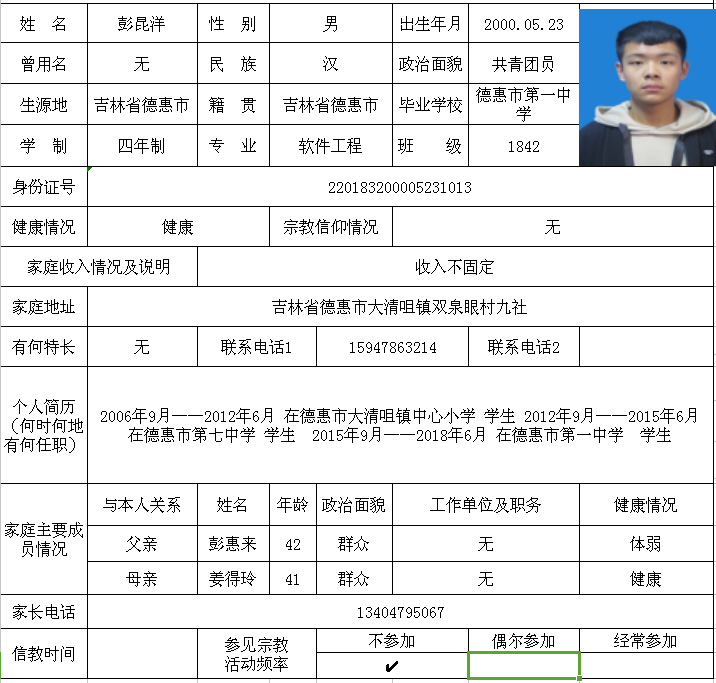 姓 名 彭昆洋 性 别 男 出生年月 2000.05.23
曾用名 无 民 族 汉 政治面貌 共青团员
生源地 吉林省德惠市 籍 贯 吉林省德惠市 毕业学校 德惠市第一中
学
学 制 四年制 专 业 软件工程 班 级 1842
身份证号 220183200005231013
健康情况 健康 宗教信仰情况 无
家庭收入情况及说明 收入不固定
家庭地址 吉林省德惠市大清咀镇双泉眼村九社
有何特长 无 联系电话1 15947863214 联系电话2
个人简历
（何时何地
有何任职）
2006年9月——2012年6月 在德惠市大清咀镇中心小学 学生 2012年9月——2015年6月
在德惠市第七中学 学生 2015年9月——2018年6月 在德惠市第一中学 学生
家庭主要成
员情况
与本人关系 姓名 年龄 政治面貌 工作单位及职务 健康情况
父亲 彭惠来 42 群众 无 体弱
母亲 姜得玲 41 群众 无 健康
家长电话 13404795067
信教时间 参见宗教
活动频率
不参加 偶尔参加 经常参加
✔